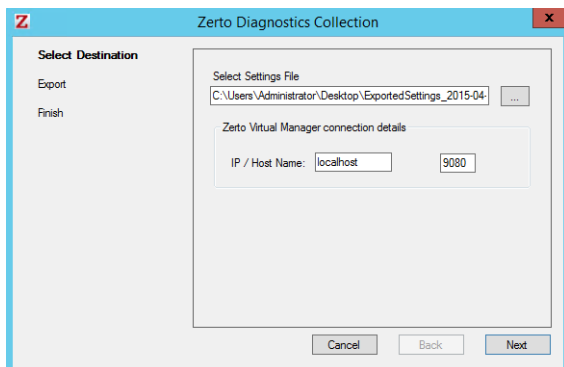 Z
Zerto Diagnostics Collection
x
Select Destination
Export
Finish
Select Settings File
C:\Users\Administrator\Desktop\ExportedSettings_2015-04-
...
Zerto Virtual Manager connection details
IP / Host Name: localhost 9080
Cancel Back Next